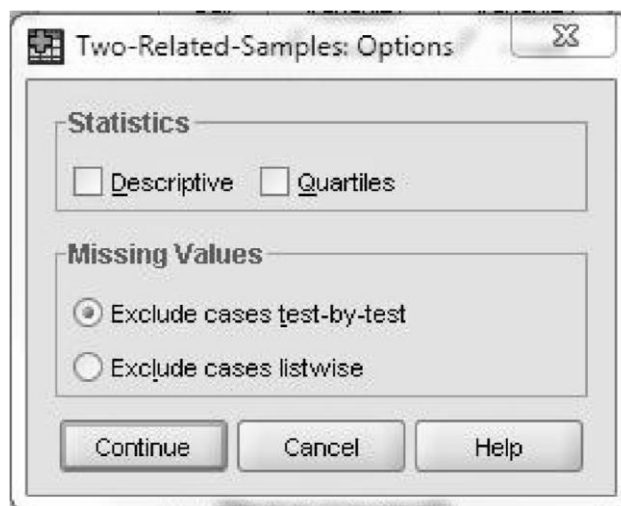 Two-Related-Samples: Options
Statistics
Descriptive Quartiles
Missing Values
Exclude cases test-by-test
Exclude cases listwise
Continue Cancel Help